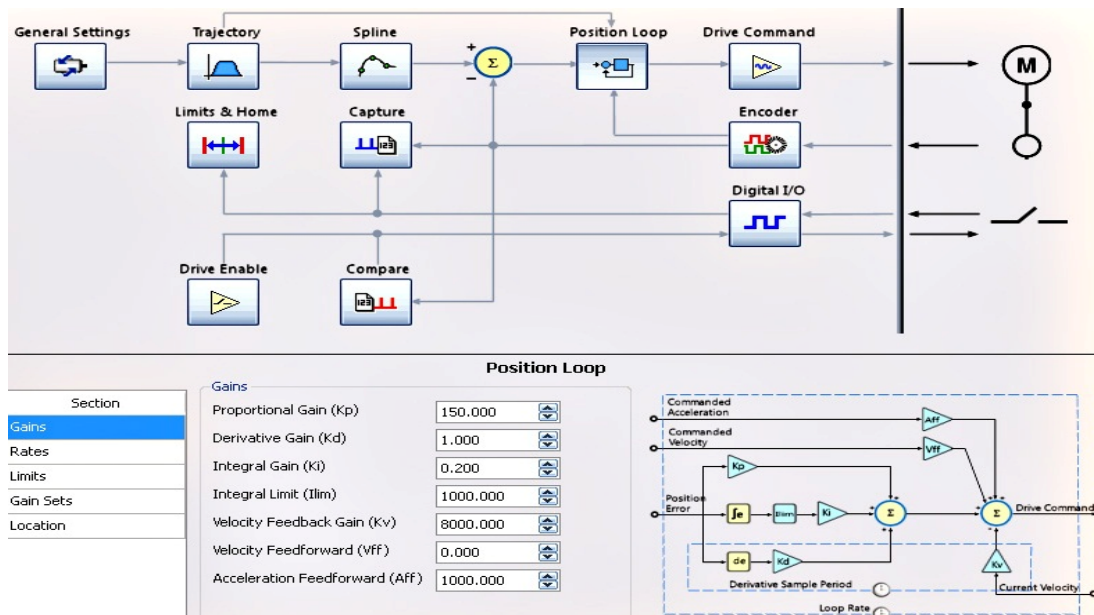 General Settings
Trajectory
Spline
Position Loop
Drive Command
+
Σ
−
M
Limits & Home
Capture
Encoder
123
Digital I/O
Drive Enable
Compare
123
Position Loop
Section
Gains
Rates
Limits
Gain Sets
Location
Gains
Proportional Gain (Kp) 150.000
Derivative Gain (Kd) 1.000
Integral Gain (Ki) 0.200
Integral Limit (Ilim) 1000.000
Velocity Feedback Gain (Kv) 8000.000
Velocity Feedforward (Vff) 0.000
Acceleration Feedforward (Aff) 1000.000
Commanded
Acceleration
Aff
Commanded
Velocity
Vff
Kp
Position
Error
∫e
Ilim
Ki
Σ
Σ
Drive Command
de
Kd
Kv
Derivative Sample Period
Current Velocity
Loop Rate